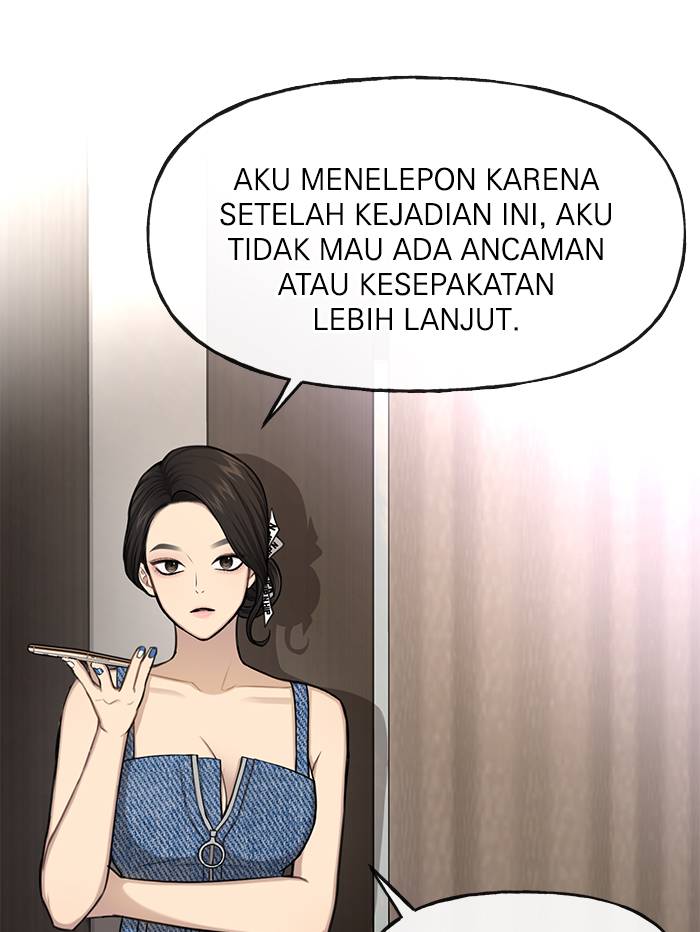 AKU MENELEPON KARENA
SETELAH KEJADIAN INI, AKU
TIDAK MAU ADA ANCAMAN
ATAU KESEPAKATAN
LEBIH LANJUT.